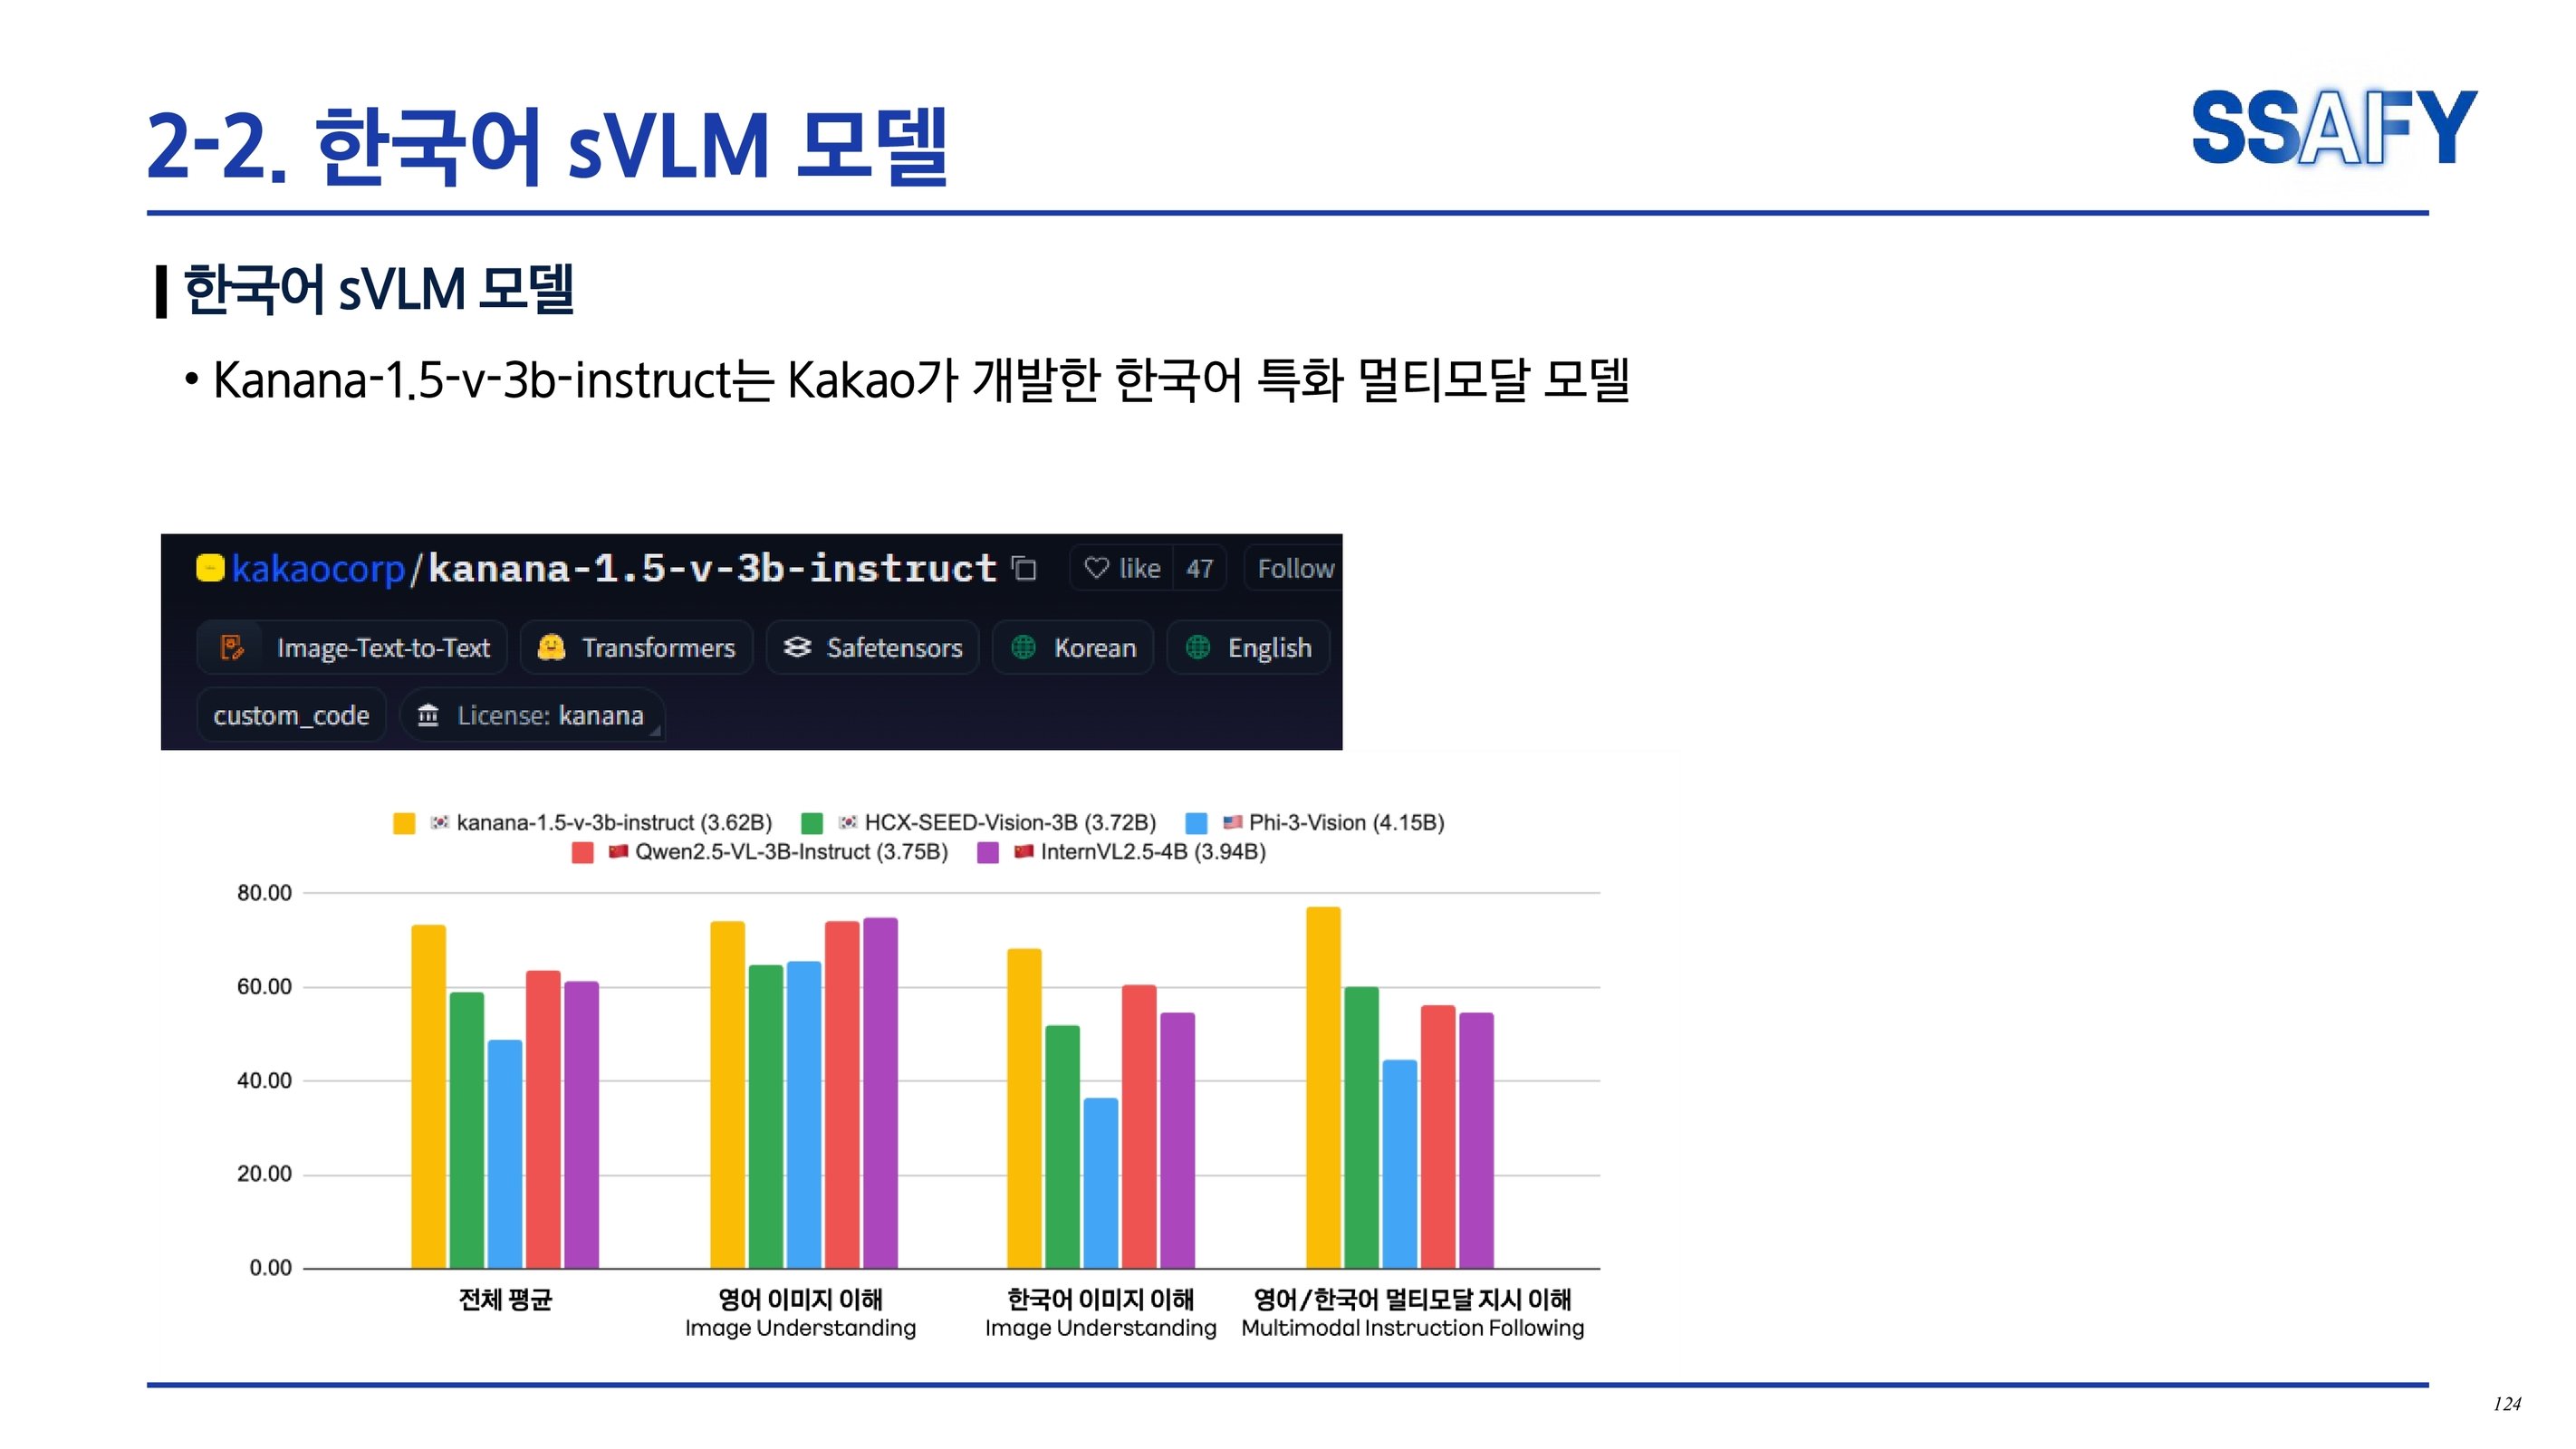 2-2. 한국어 sVLM 모델
SSAFY
한국어 sVLM 모델
• Kanana-1.5-v-3b-instruct는 Kakao가 개발한 한국어 특화 멀티모달 모델
kakaocorp/kanana-1.5-v-3b-instruct like 47 Follow
Image-Text-to-Text Transformers Safetensors Korean English
custom_code License: kanana
kanana-1.5-v-3b-instruct (3.62B) HCX-SEED-Vision-3B (3.72B) Phi-3-Vision (4.15B)
Qwen2.5-VL-3B-Instruct (3.75B) InternVL2.5-4B (3.94B)
80.00
60.00
40.00
20.00
0.00
전체 평균 영어 이미지 이해 한국어 이미지 이해 영어/한국어 멀티모달 지시 이해
Image Understanding Image Understanding Multimodal Instruction Following
124